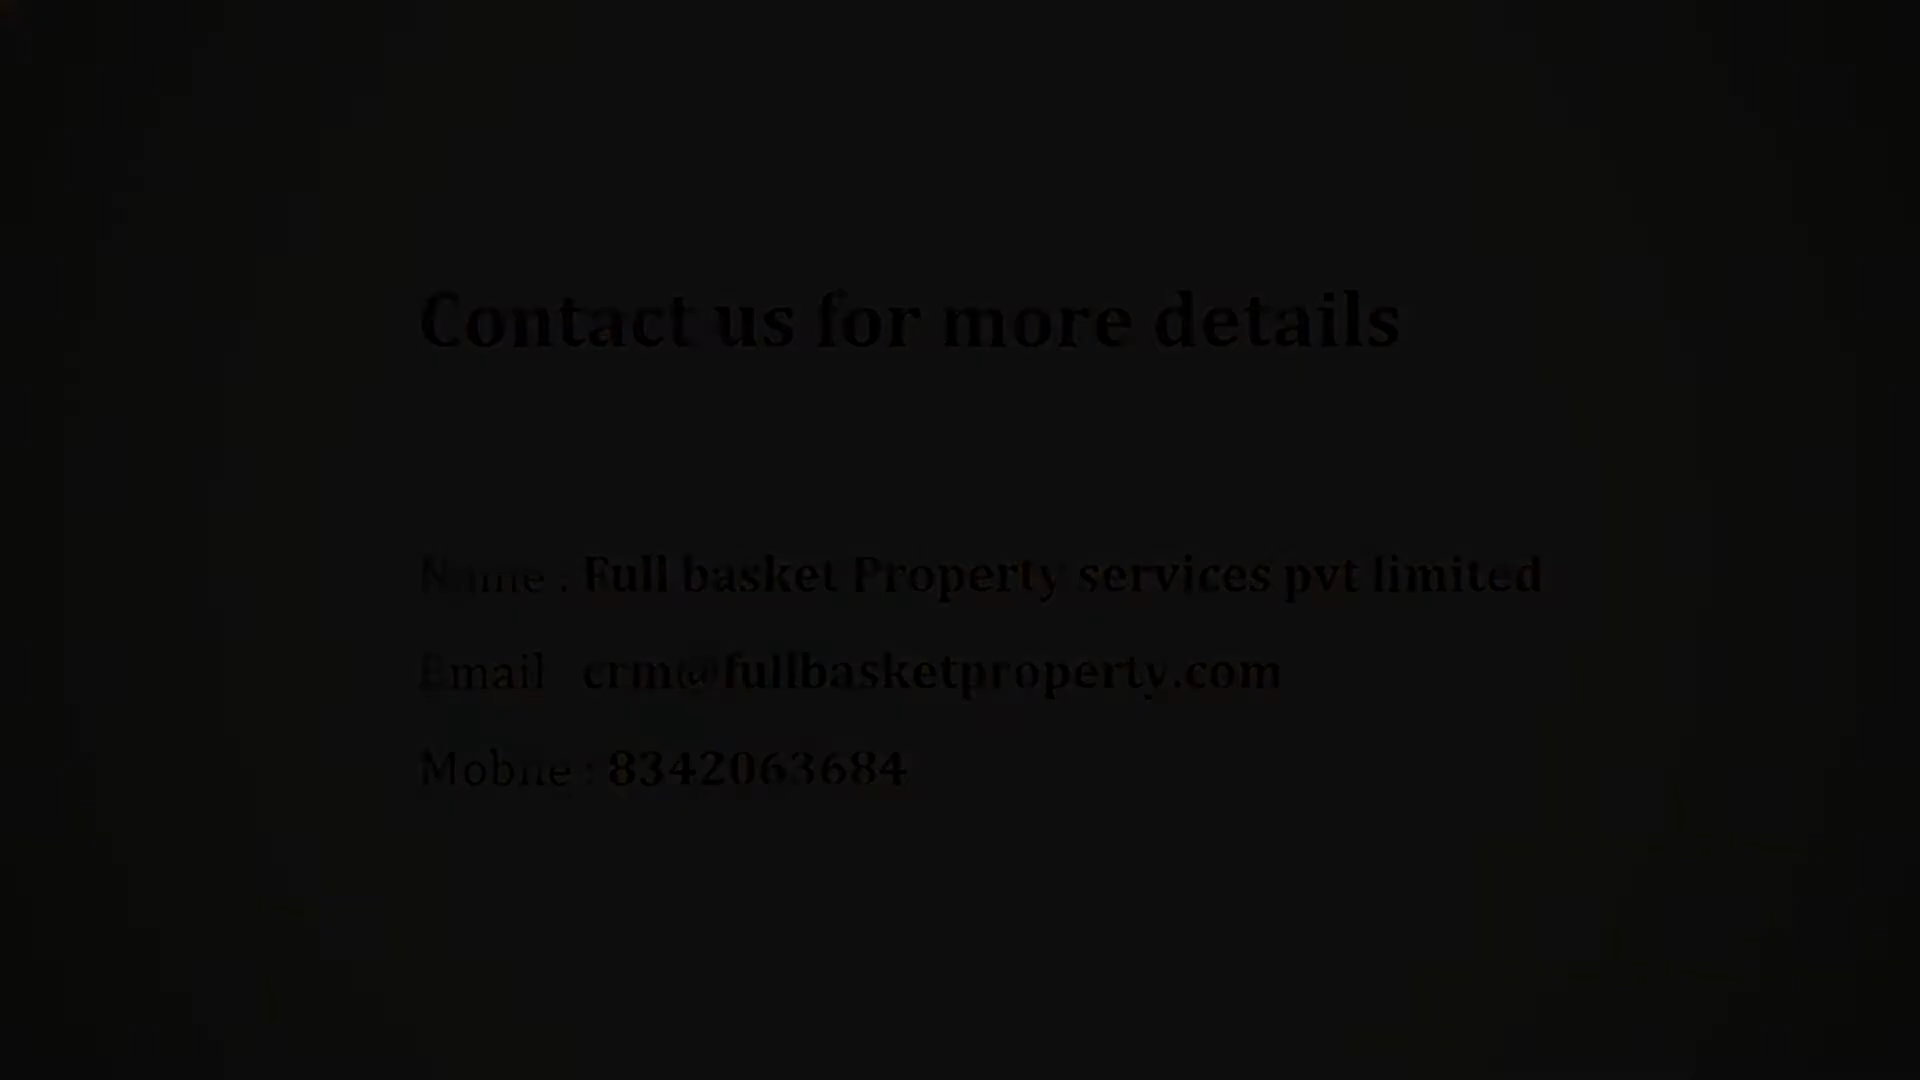 Contact us for more details
Name : Full basket Property services pvt limited
Email : crm@fullbasketproperty.com
Mobile : 8342063684